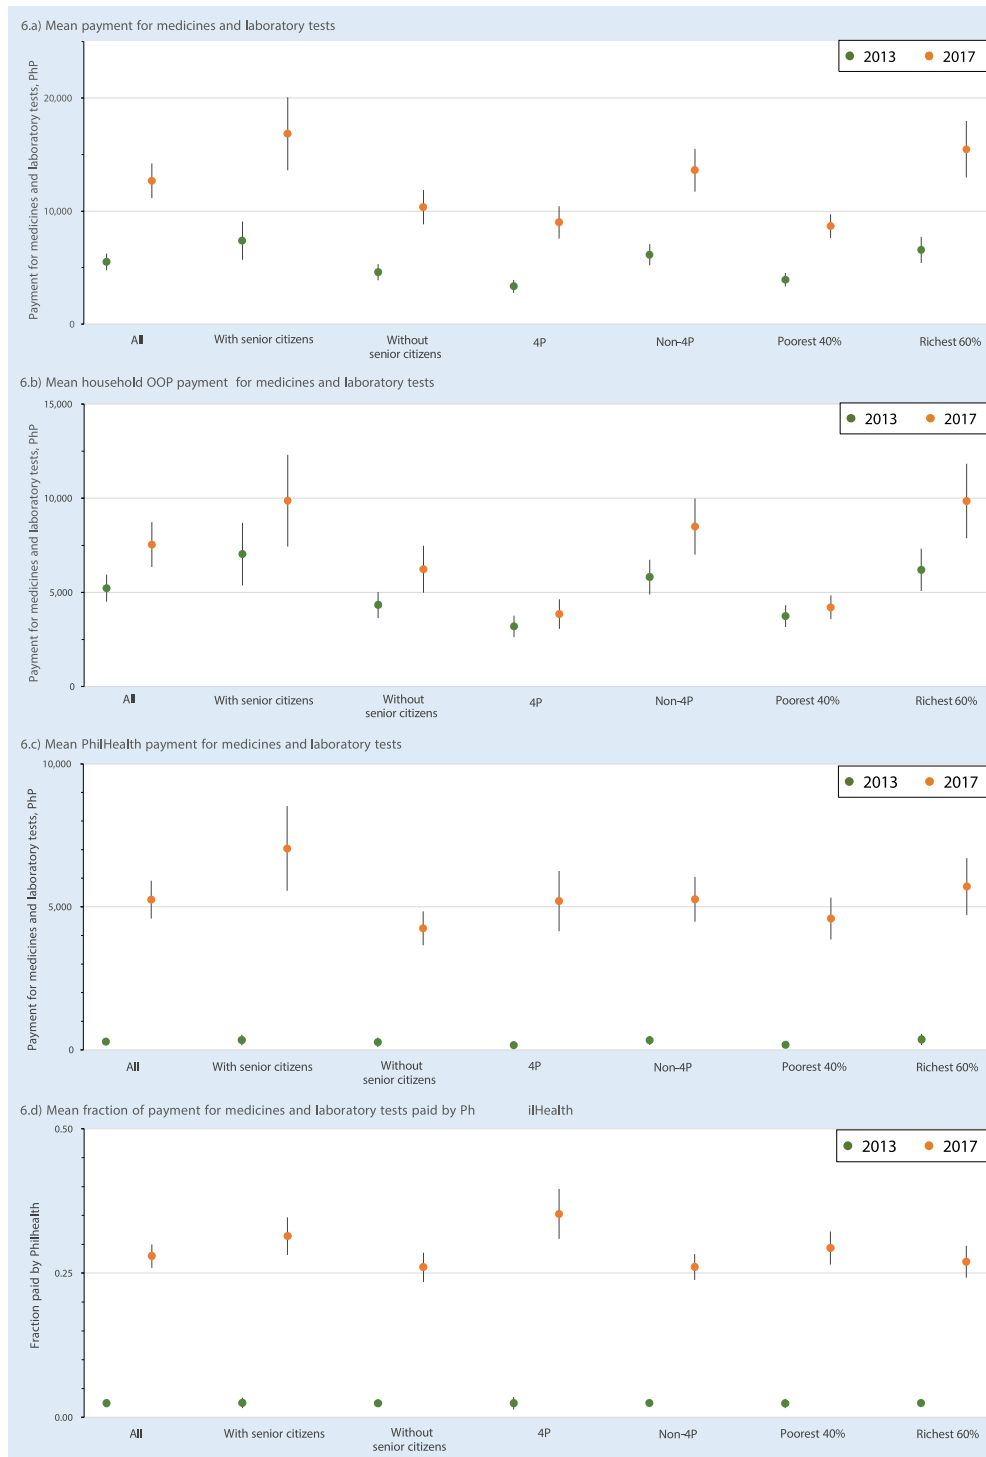 6.a) Mean payment for medicines and laboratory tests
2013 2017
Payment for medicines and laboratory tests, PhP
20,000
10,000
0
All With senior citizens Without senior citizens 4P Non-4P Poorest 40% Richest 60%
6.b) Mean household OOP payment for medicines and laboratory tests
15,000
2013 2017
Payment for medicines and laboratory tests, PhP
10,000
5,000
0
All With senior citizens Without senior citizens 4P Non-4P Poorest 40% Richest 60%
6.c) Mean PhilHealth payment for medicines and laboratory tests
10,000
2013 2017
Payment for medicines and laboratory tests, PhP
5,000
0
All With senior citizens Without senior citizens 4P Non-4P Poorest 40% Richest 60%
6.d) Mean fraction of payment for medicines and laboratory tests paid by Ph ilHealth
0.50
2013 2017
Fraction paid by Philhealth
0.25
0.00
All With senior citizens Without senior citizens 4P Non-4P Poorest 40% Richest 60%